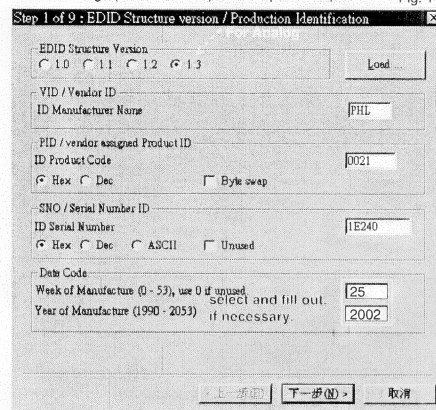 Fig. 1
Step 1 of 9 : EDID Structure version / Production Identification
For Analog
EDID Structure Version
1.0 1.1 1.2 1.3
Load ...
VID / Vendor ID
ID Manufacturer Name PHL
PID / vendor assigned Product ID
ID Product Code 0021
Hex Dec Byte swap
SNO / Serial Number ID
ID Serial Number 1E240
Hex Dec ASCII Unused
Date Code
Week of Manufacture (0 - 53), use 0 if unused 25
select and fill out.
Year of Manufacture (1990 - 2053) 2002
if necessary.
< 上一步(B) 下一步(N) > 取消